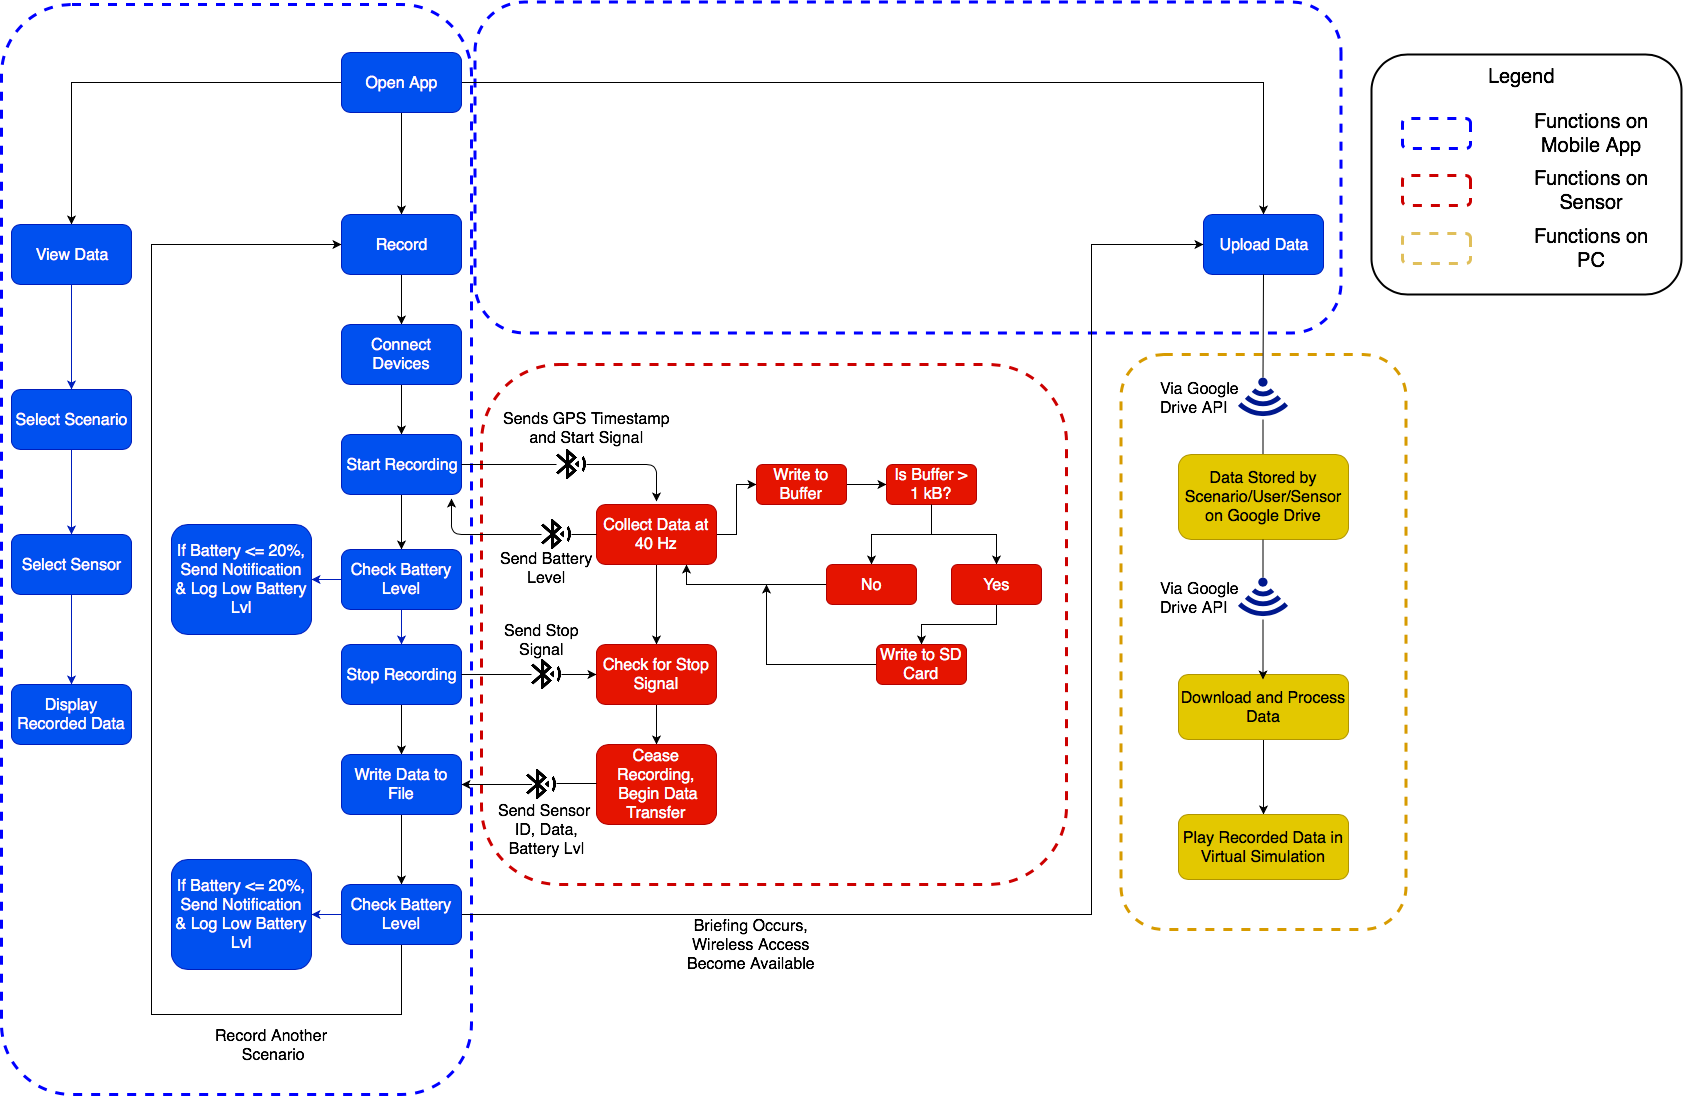 Open App
Legend
Functions on
Mobile App
Functions on
Sensor
Functions on
PC
View Data
Record
Upload Data
Connect
Devices
Via Google
Drive API
Select Scenario
Sends GPS Timestamp
and Start Signal
Start Recording
Write to
Buffer
Is Buffer >
1 kB?
Data Stored by
Scenario/User/Sensor
on Google Drive
Collect Data at
40 Hz
Send Battery
Level
Select Sensor
If Battery <= 20%,
Send Notification
& Log Low Battery
Lvl
Check Battery
Level
No
Yes
Via Google
Drive API
Send Stop
Signal
Stop Recording
Check for Stop
Signal
Write to SD
Card
Display
Recorded Data
Download and Process
Data
Write Data to
File
Cease
Recording,
Begin Data
Transfer
Send Sensor
ID, Data,
Battery Lvl
Play Recorded Data in
Virtual Simulation
If Battery <= 20%,
Send Notification
& Log Low Battery
Lvl
Check Battery
Level
Briefing Occurs,
Wireless Access
Become Available
Record Another
Scenario